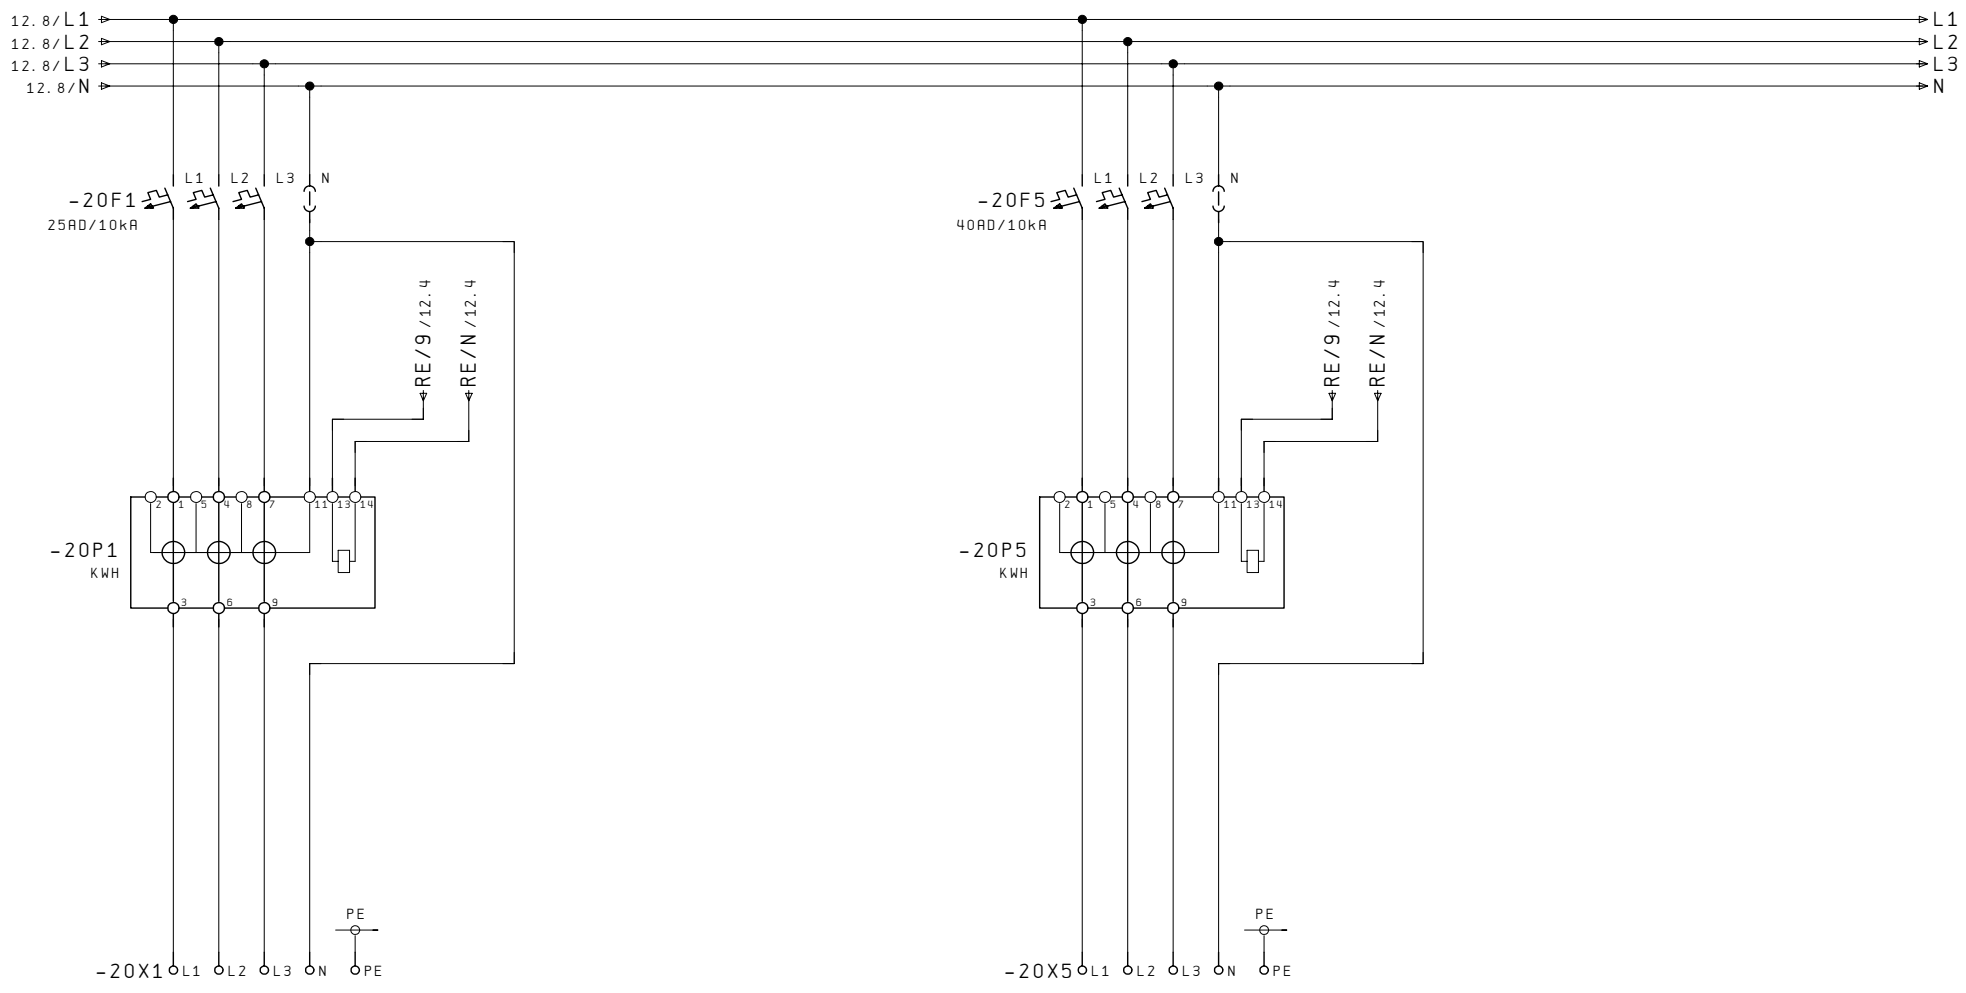 12.8/L1 L1
12.8/L2 L2
12.8/L3 L3
12.8/N N
L1 L2 L3 N
-20F1
25AD/10kA
RE/9 /12.4
RE/N /12.4
2 1 5 4 8 7 11 13 14
-20P1
KWH
3 6 9
PE
-20X1 L1 L2 L3 N PE
L1 L2 L3 N
-20F5
40AD/10kA
RE/9 /12.4
RE/N /12.4
2 1 5 4 8 7 11 13 14
-20P5
KWH
3 6 9
PE
-20X5 L1 L2 L3 N PE